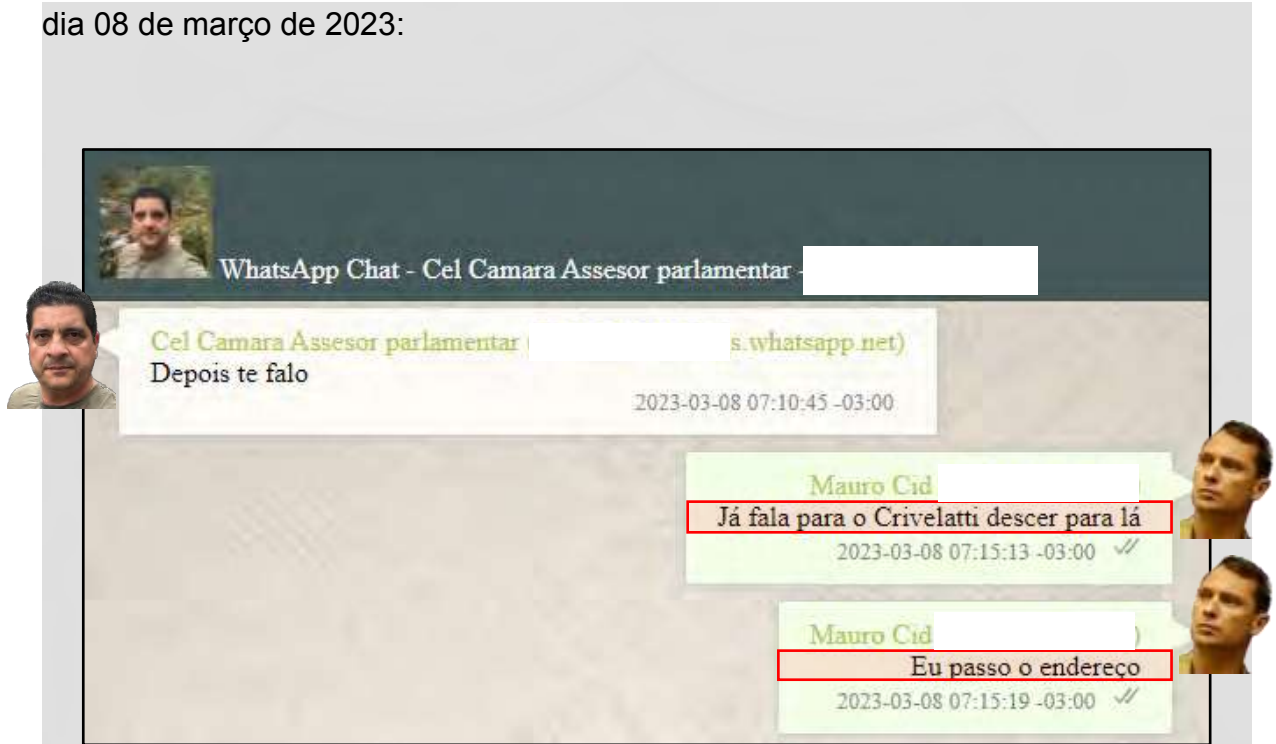 dia 08 de março de 2023:
WhatsApp Chat - Cel Camara Assesor parlamentar -
Cel Camara Assesor parlamentar ( s.whatsapp.net)
Depois te falo
2023-03-08 07:10:45 -03:00
Mauro Cid
Já fala para o Crivelatti descer para lá
2023-03-08 07:15:13 -03:00
Mauro Cid )
Eu passo o endereço
2023-03-08 07:15:19 -03:00